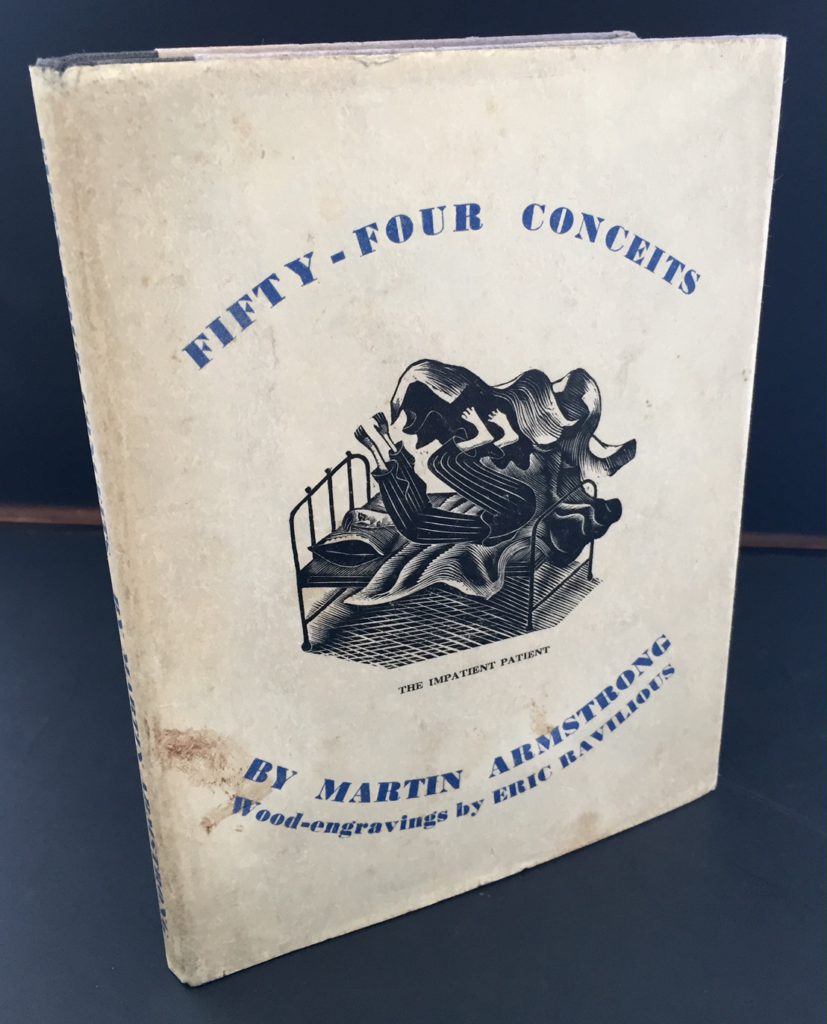 FIFTY-FOUR CONCEITS
THE IMPATIENT PATIENT
BY MARTIN ARMSTRONG
Wood-engravings by ERIC RAVILIOUS